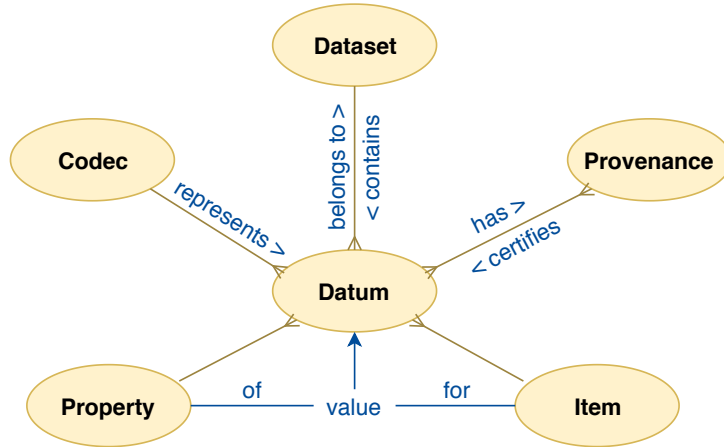 Dataset
Codec
Provenance
belongs to >
< contains
represents >
has >
< certifies
Datum
Property
of
value
for
Item